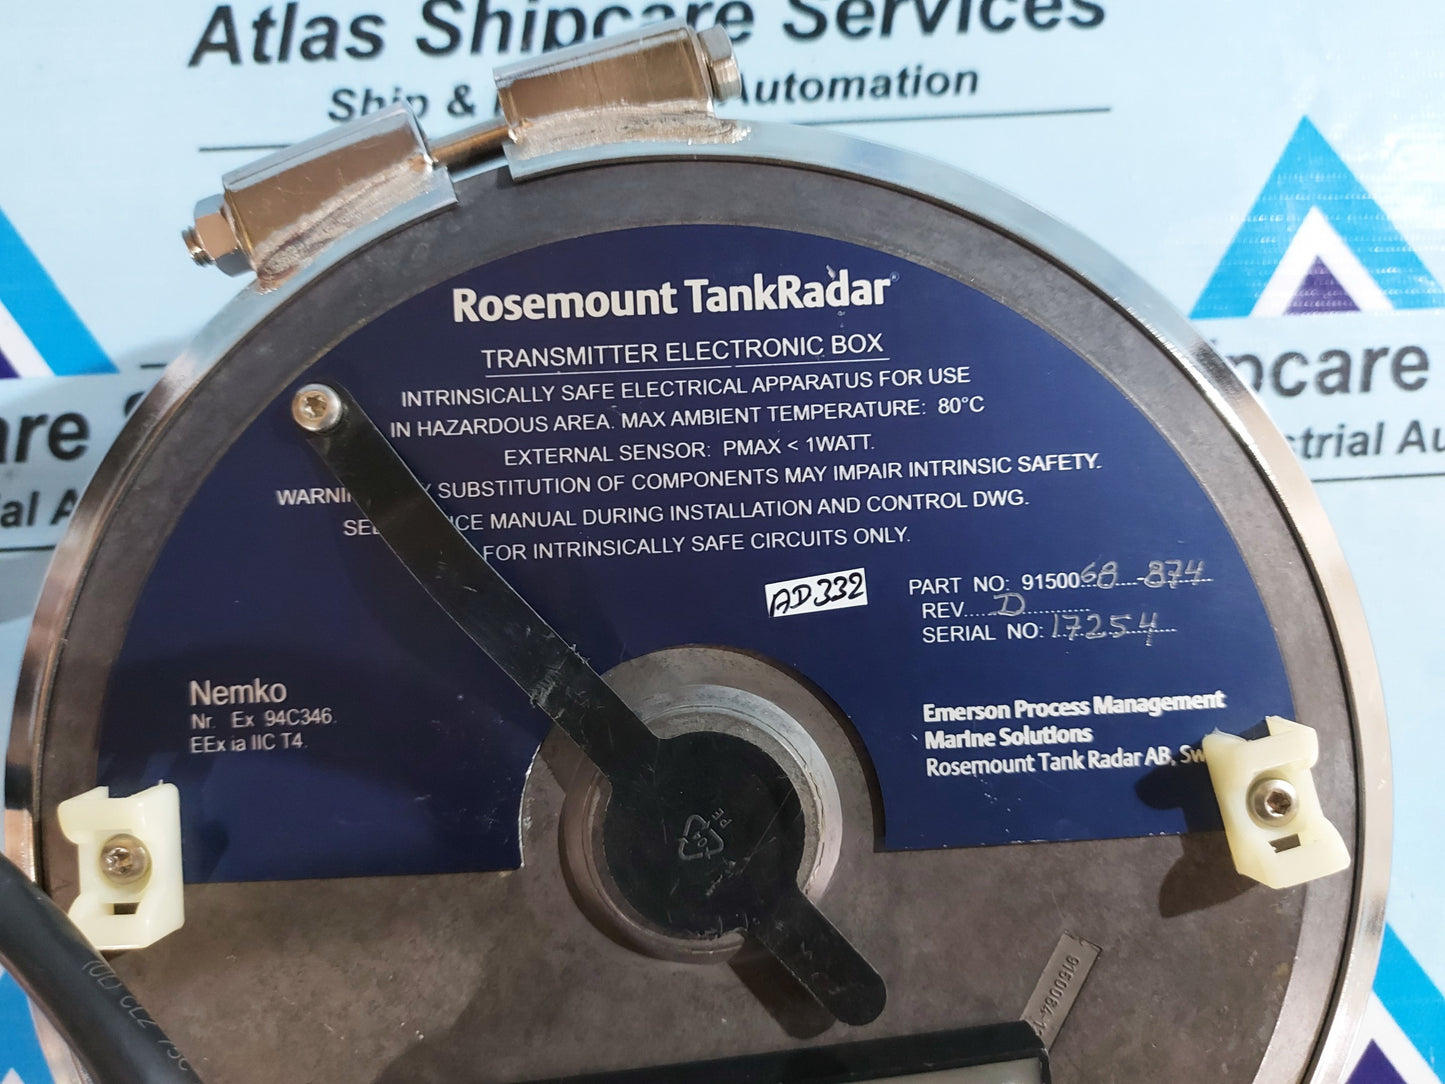 Atlas Shipcare Services
Ship & Automation
Rosemount TankRadar
TRANSMITTER ELECTRONIC BOX
INTRINSICALLY SAFE ELECTRICAL APPARATUS FOR USE
IN HAZARDOUS AREA. MAX AMBIENT TEMPERATURE: 80°C
EXTERNAL SENSOR: PMAX < 1WATT.
SUBSTITUTION OF COMPONENTS MAY IMPAIR INTRINSIC SAFETY.
MANUAL DURING INSTALLATION AND CONTROL DWG.
FOR INTRINSICALLY SAFE CIRCUITS ONLY.
AD332
PART NO: 9150068-874
REV. D
SERIAL NO: 17254
Nemko
Nr. Ex 94C346.
EEx ia IIC T4.
Emerson Process Management
Marine Solutions
Rosemount Tank Radar AB,
PE